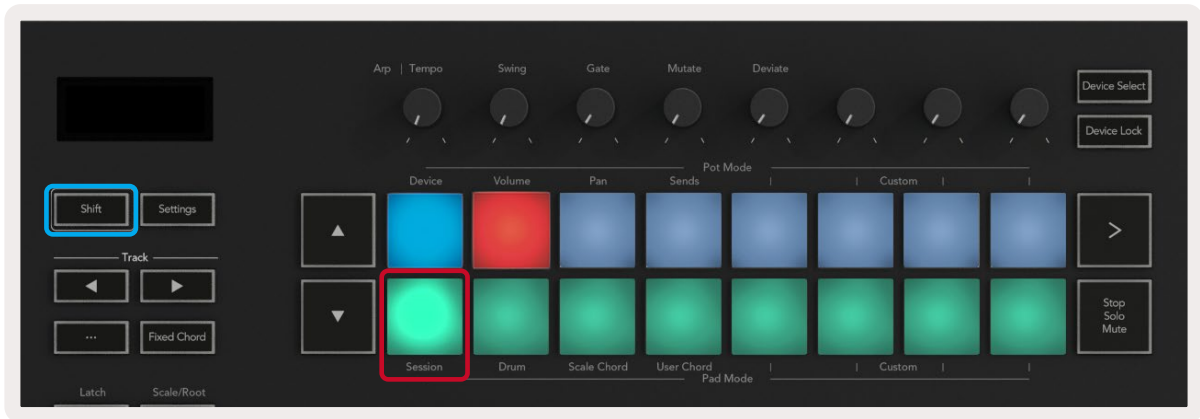 Arp | Tempo Swing Gate Mutate Deviate
Device Select
Device Lock
Pot Mode
Device Volume Pan Sends | | Custom | |
Shift Settings
▲ >
Track
◀ ▶
▼ Stop
Solo
Mute
... Fixed Chord
Session Drum Scale Chord User Chord | | Custom | |
Pad Mode
Latch Scale/Root